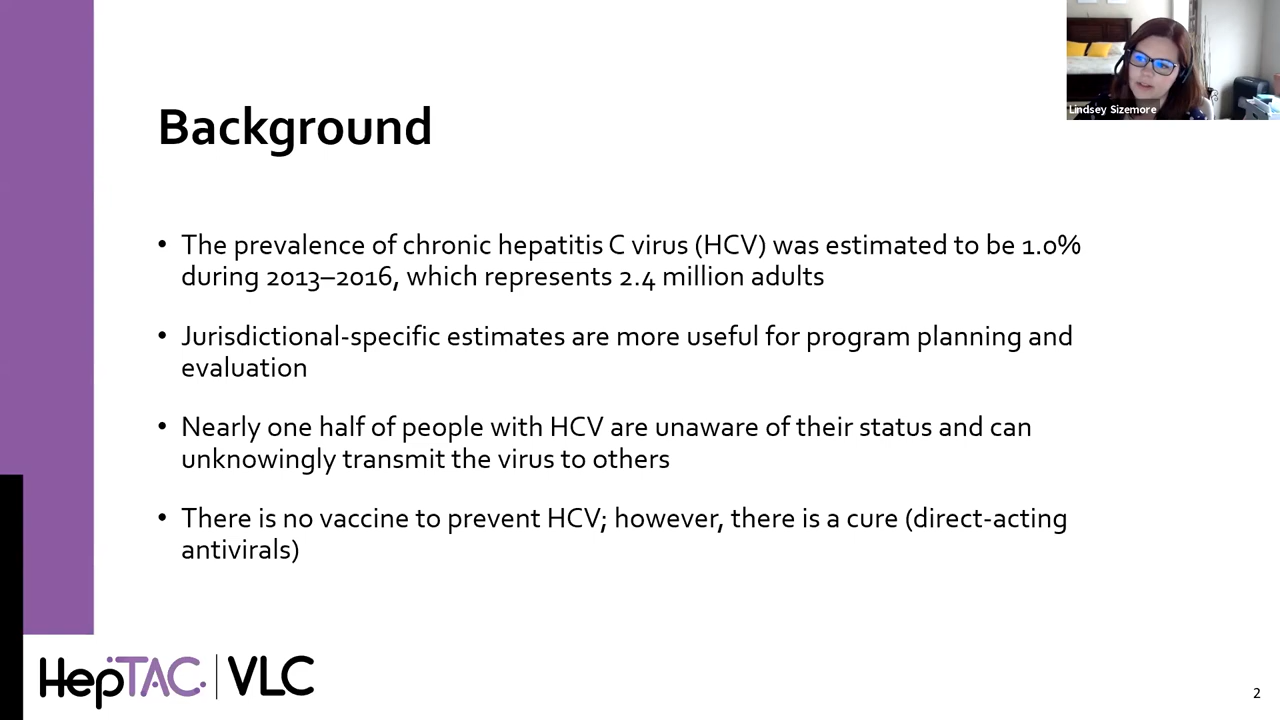 Lindsey Sizemore
Background
• The prevalence of chronic hepatitis C virus (HCV) was estimated to be 1.0%
during 2013–2016, which represents 2.4 million adults
• Jurisdictional-specific estimates are more useful for program planning and
evaluation
• Nearly one half of people with HCV are unaware of their status and can
unknowingly transmit the virus to others
• There is no vaccine to prevent HCV; however, there is a cure (direct-acting
antivirals)
HepTAC | VLC
2